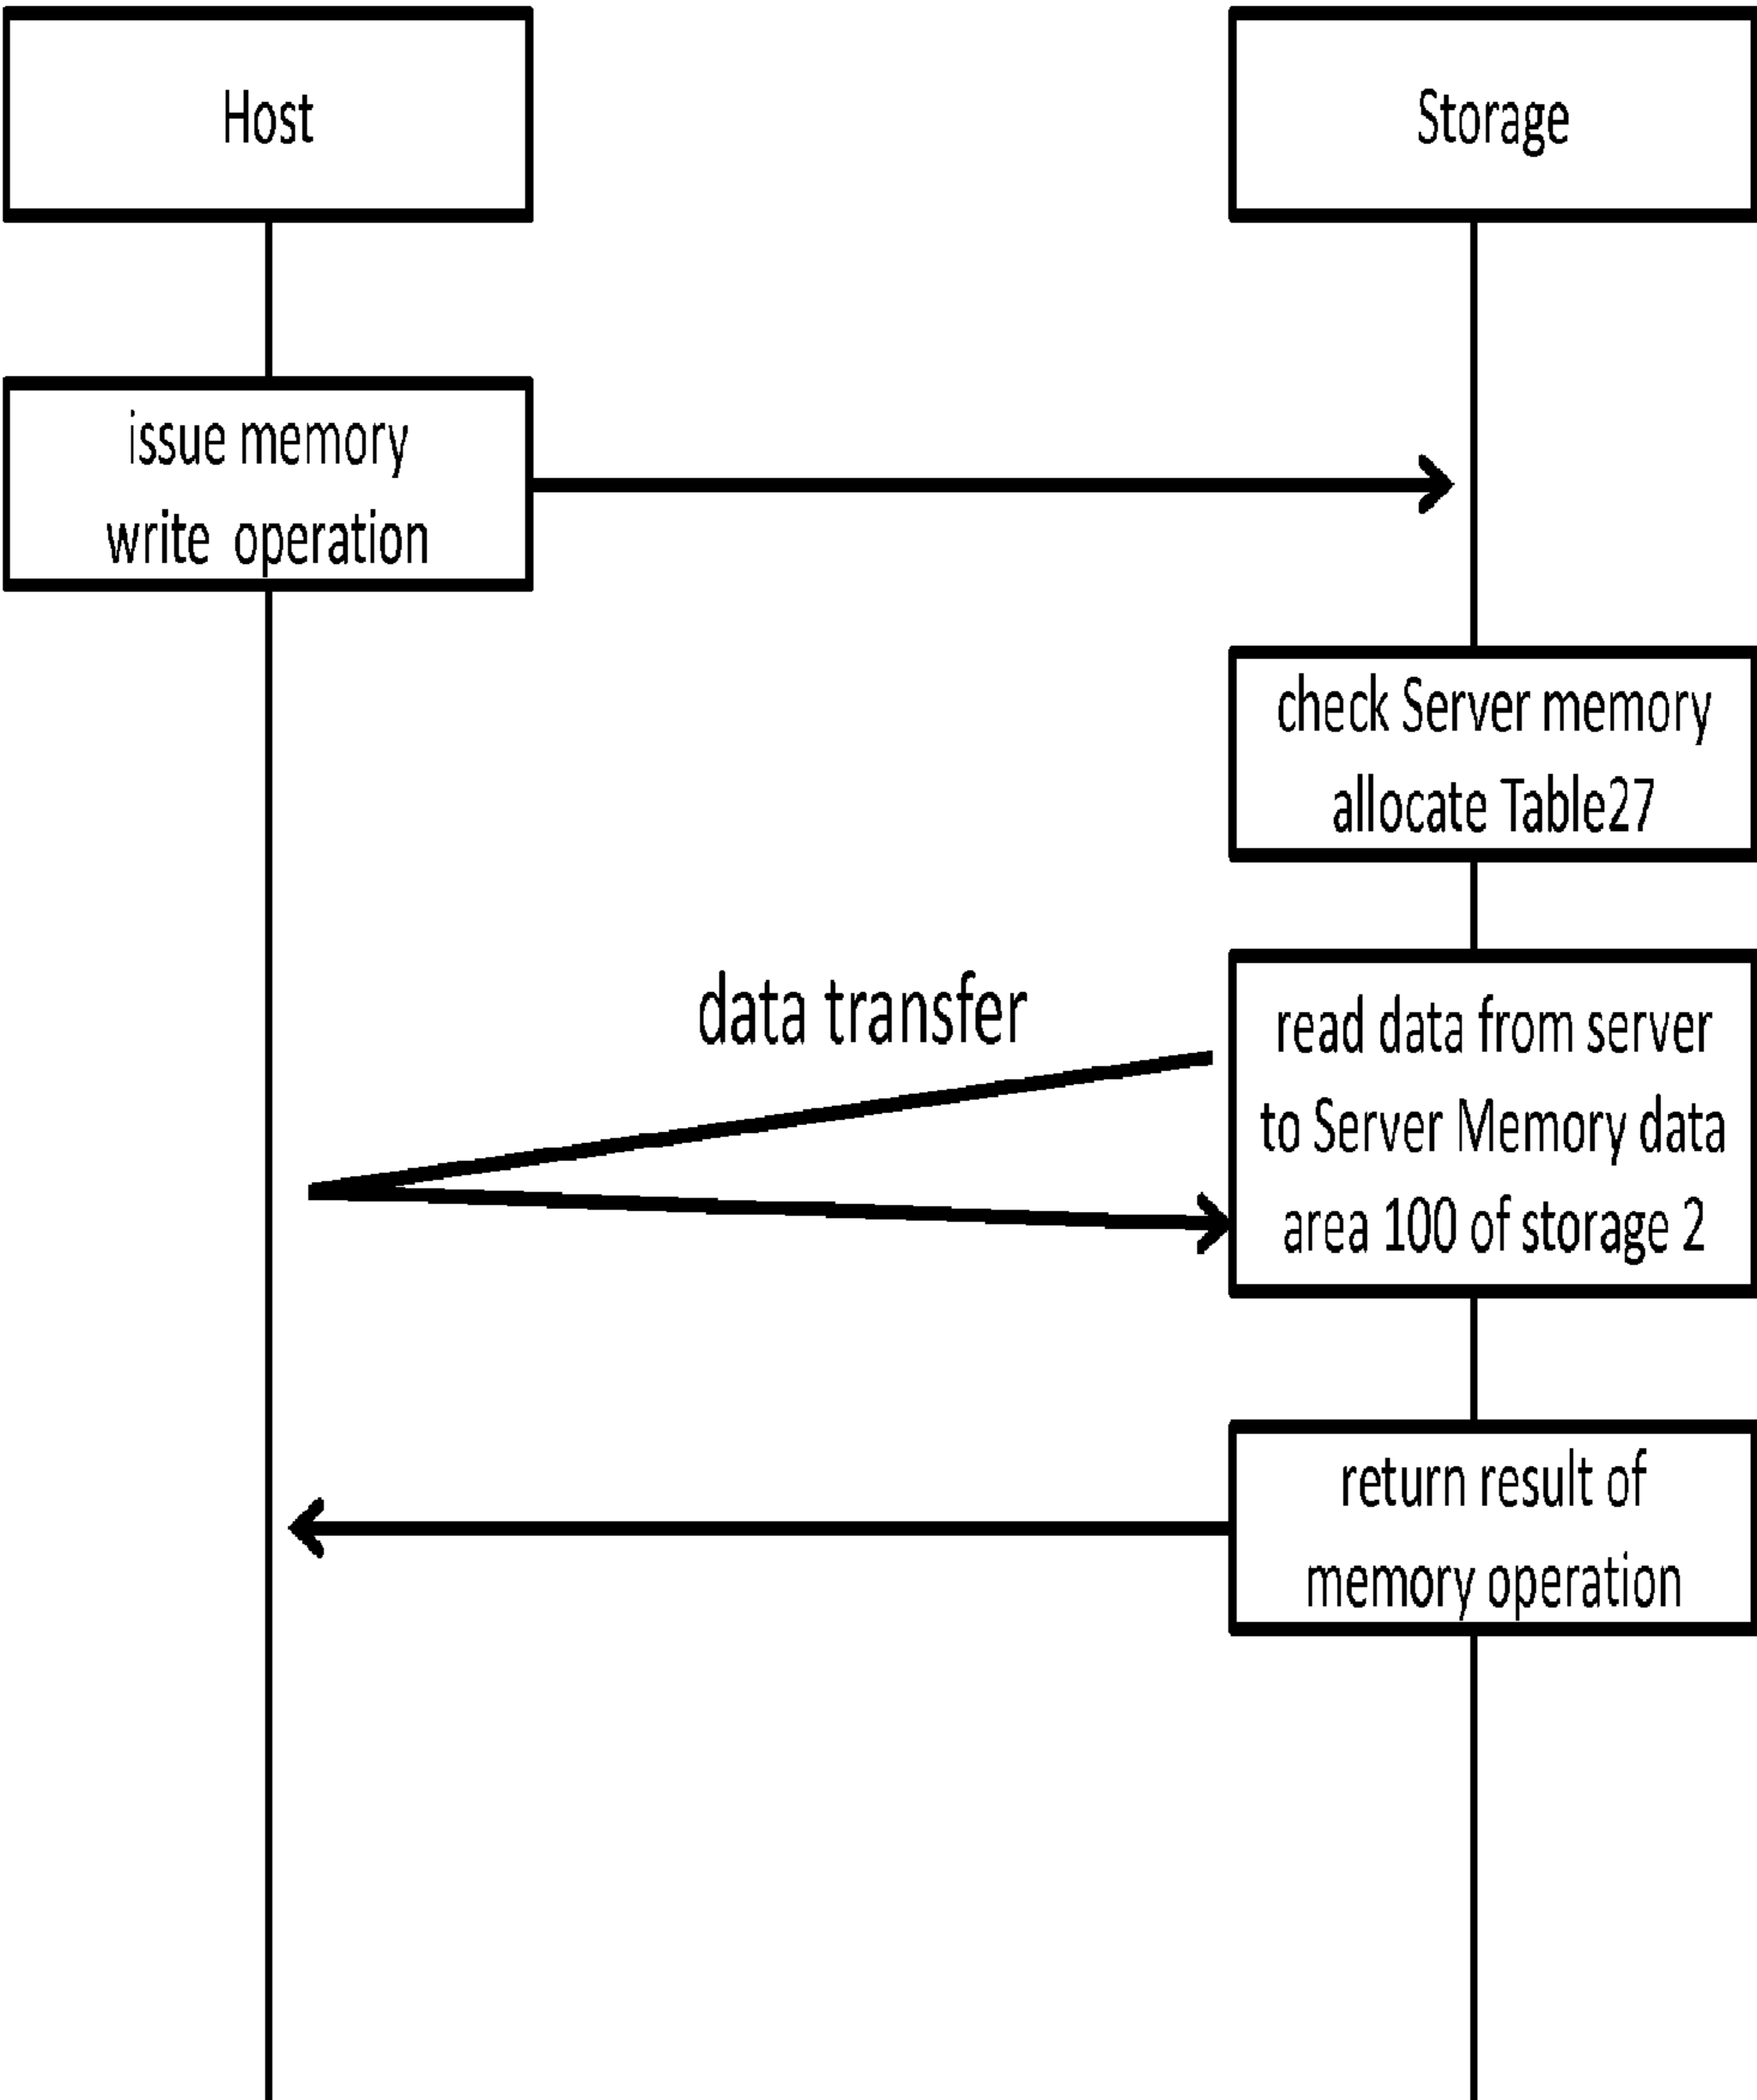 Host
Storage
issue memory
write operation
check Server memory
allocate Table27
data transfer
read data from server
to Server Memory data
area 100 of storage 2
return result of
memory operation